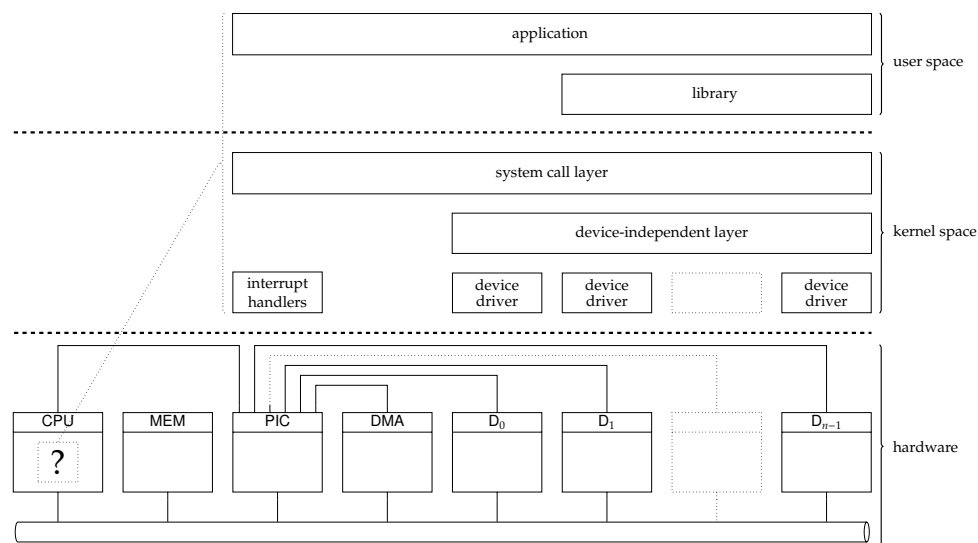 application
user space
library
system call layer
device-independent layer
kernel space
interrupt
handlers
device
driver
device
driver
device
driver
CPU
MEM
PIC
DMA
D₀
D₁
Dₙ₋₁
?
hardware